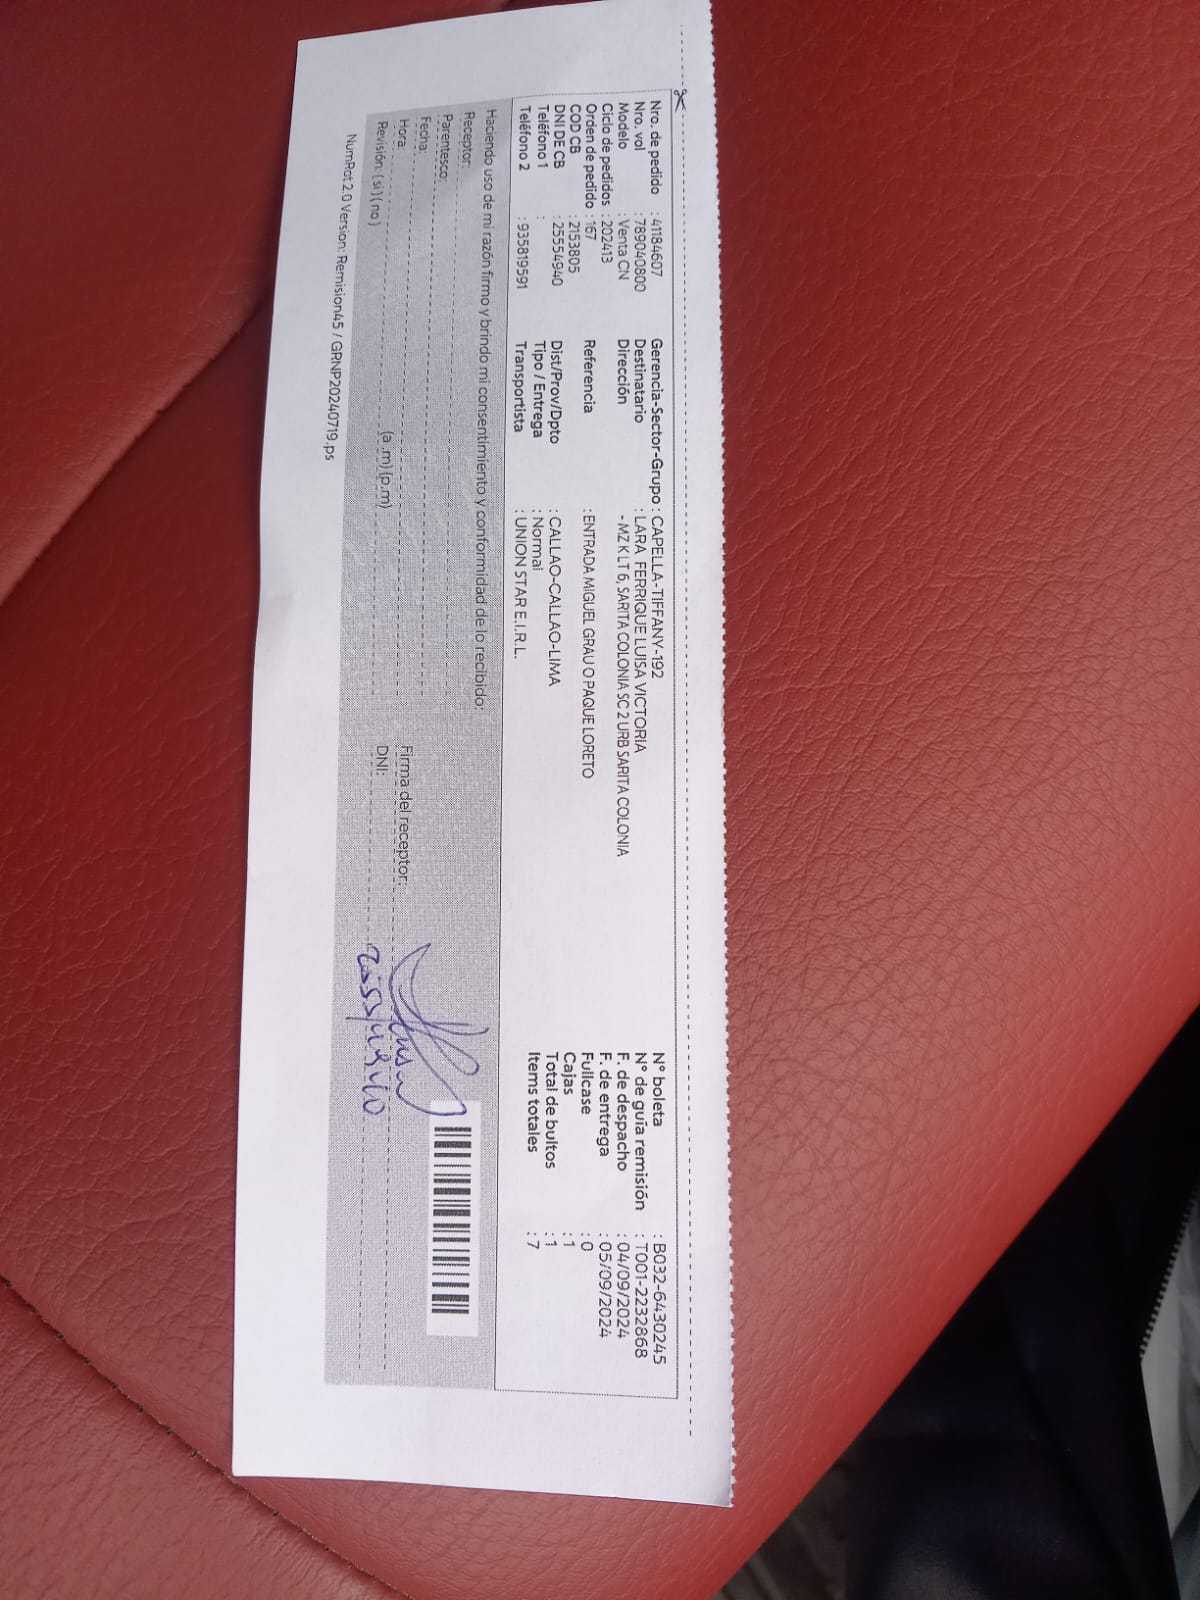 Nro. de pedido : 41184607 Gerencia-Sector-Grupo : CAPELLA-TIFFANY-192 N° boleta : B032-6430245
Nro. vol : 789040800 Destinatario : LARA FERRIQUE LUISA VICTORIA N° de guía remisión : T001-2232868
Modelo : Venta CN Dirección - MZ K LT 6, SARITA COLONIA SC 2 URB SARITA COLONIA F. de despacho : 04/09/2024
Ciclo de pedidos : 202413 F. de entrega : 05/09/2024
Orden de pedido : 167 Referencia : ENTRADA MIGUEL GRAU O PAQUE LORETO Fullcase : 0
COD CB : 2153805 Cajas : 1
DNI DE CB : 25554940 Dist/Prov/Dpto : CALLAO-CALLAO-LIMA Total de bultos : 1
Teléfono 1 : Tipo / Entrega : Normal Items totales : 7
Teléfono 2 : 935819591 Transportista : UNION STAR E.I.R.L.
Haciendo uso de mi razón firmo y brindo mi consentimiento y conformidad de lo recibido:
Receptor:
Parentesco:
Fecha:
Hora: (a.m) (p.m) Firma del receptor:
Revisión: (si) (no) DNI:
NumRot 2.0 Version: Remision45 / GRNP20240719.ps